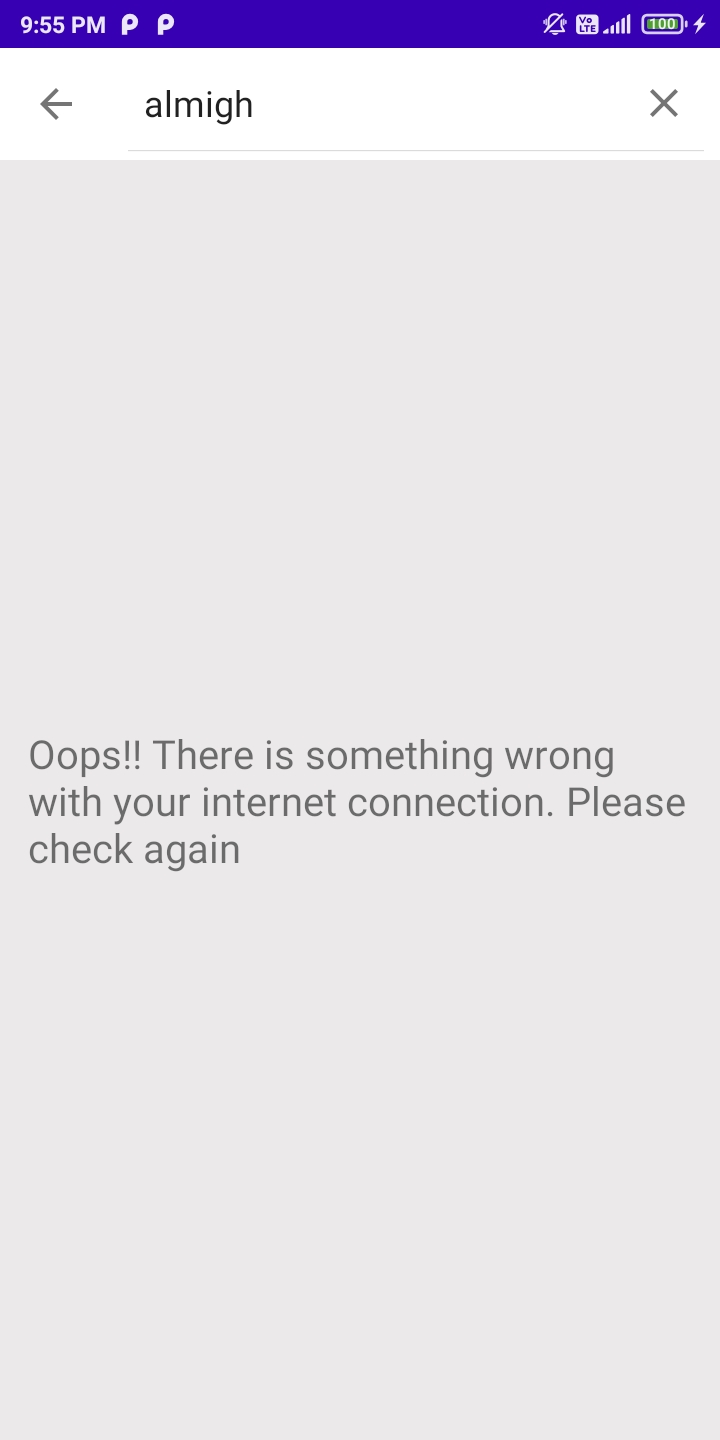 9:55 PM
Vo LTE
100
almigh
Oops!! There is something wrong
with your internet connection. Please
check again